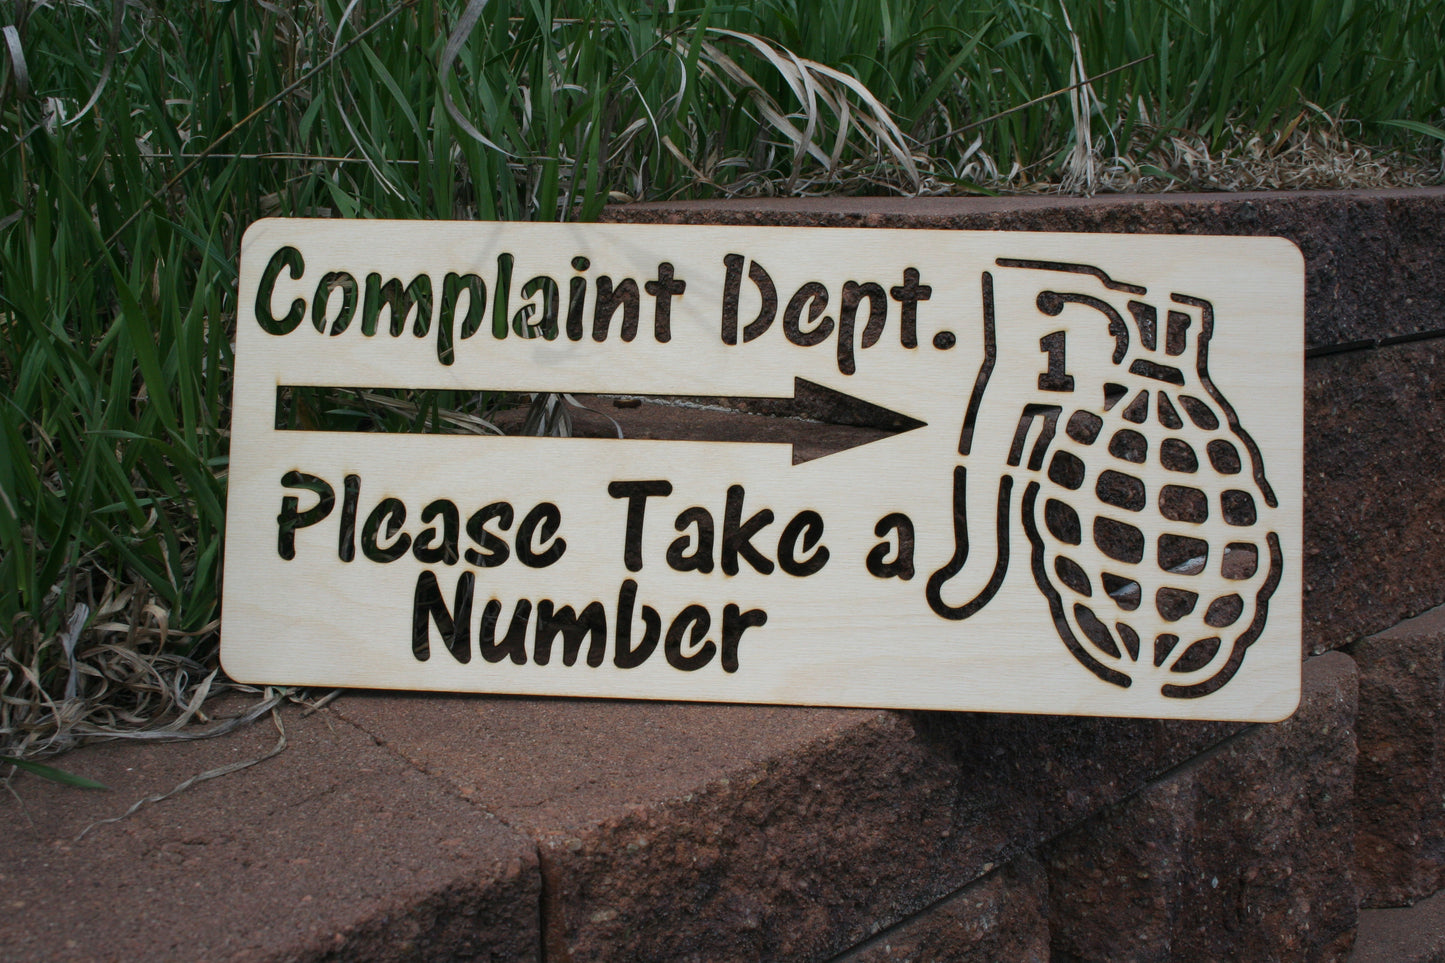 Complaint Dept.
1
Please Take a
Number